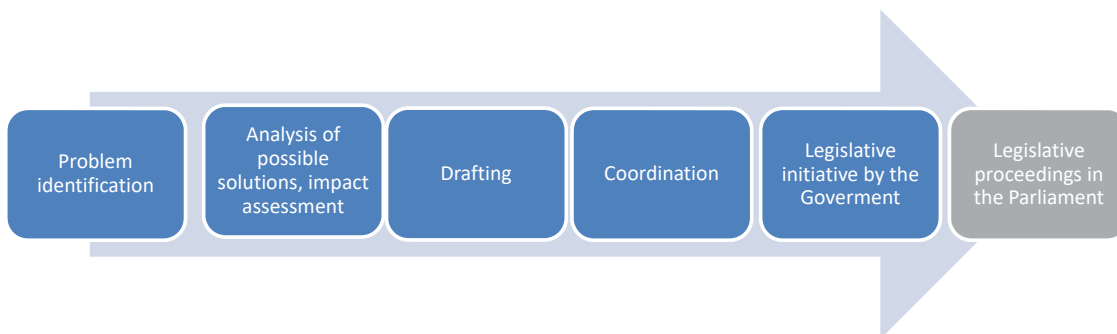 Problem
identification
Analysis of
possible
solutions, impact
assessment
Drafting
Coordination
Legislative
initiative by the
Goverment
Legislative
proceedings in
the Parliament